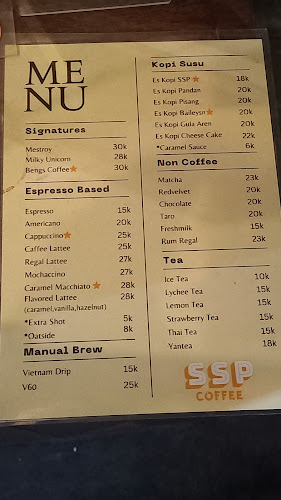 ME
NU
Signatures
Mestroy 30k
Milky Unicorn 28k
Bengs Coffee 30k
Espresso Based
Espresso 15k
Americano 20k
Cappuccino 25k
Caffee Lattee 25k
Regal Lattee 27k
Mochaccino 27k
Caramel Macchiato 28k
Flavored Lattee 28k
(caramel,vanilla,hazelnut)
*Extra Shot 5k
*Oatside 8k
Manual Brew
Vietnam Drip 15k
V60 25k
Kopi Susu
Es Kopi SSP 18k
Es Kopi Pandan 20k
Es Kopi Pisang 20k
Es Kopi Baileysn 20k
Es Kopi Gula Aren 20k
Es Kopi Cheese Cake 22k
*Caramel Sauce 6k
Non Coffee
Matcha 23k
Redvelvet 20k
Chocolate 20k
Taro 20k
Freshmilk 15k
Rum Regal 23k
Tea
Ice Tea 10k
Lychee Tea 15k
Lemon Tea 15k
Strawberry Tea 15k
Thai Tea 15k
Yantea 18k
SSP
COFFEE